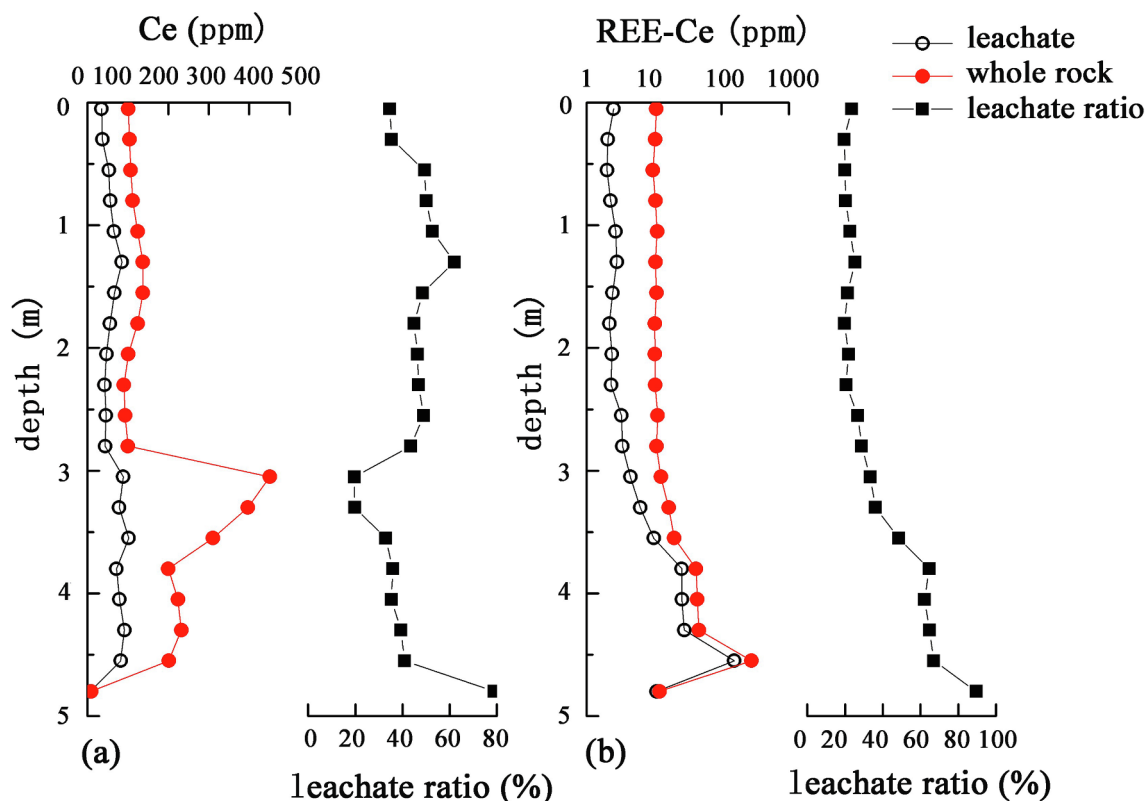 Ce (ppm)
REE-Ce (ppm)
leachate
whole rock
leachate ratio
0 100 200 300 400 500
1 10 100 1000
0
1
2
3
4
5
depth (m)
0
1
2
3
4
5
depth (m)
0 20 40 60 80
0 20 40 60 80 100
(a)
leachate ratio (%)
(b)
leachate ratio (%)